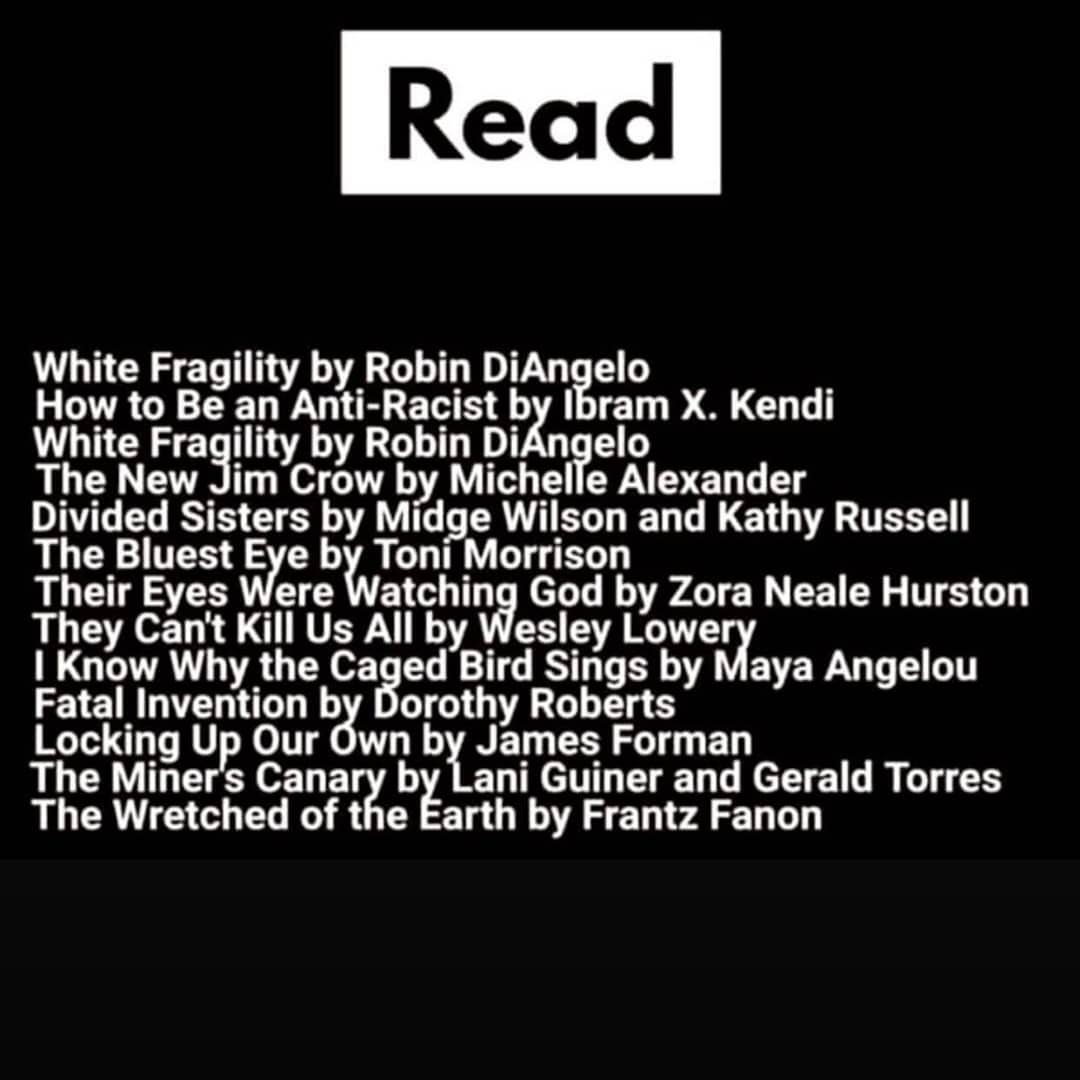 Read
White Fragility by Robin DiAngelo
How to Be an Anti-Racist by Ibram X. Kendi
White Fragility by Robin DiAngelo
The New Jim Crow by Michelle Alexander
Divided Sisters by Midge Wilson and Kathy Russell
The Bluest Eye by Toni Morrison
Their Eyes Were Watching God by Zora Neale Hurston
They Can't Kill Us All by Wesley Lowery
I Know Why the Caged Bird Sings by Maya Angelou
Fatal Invention by Dorothy Roberts
Locking Up Our Own by James Forman
The Miner's Canary by Lani Guiner and Gerald Torres
The Wretched of the Earth by Frantz Fanon